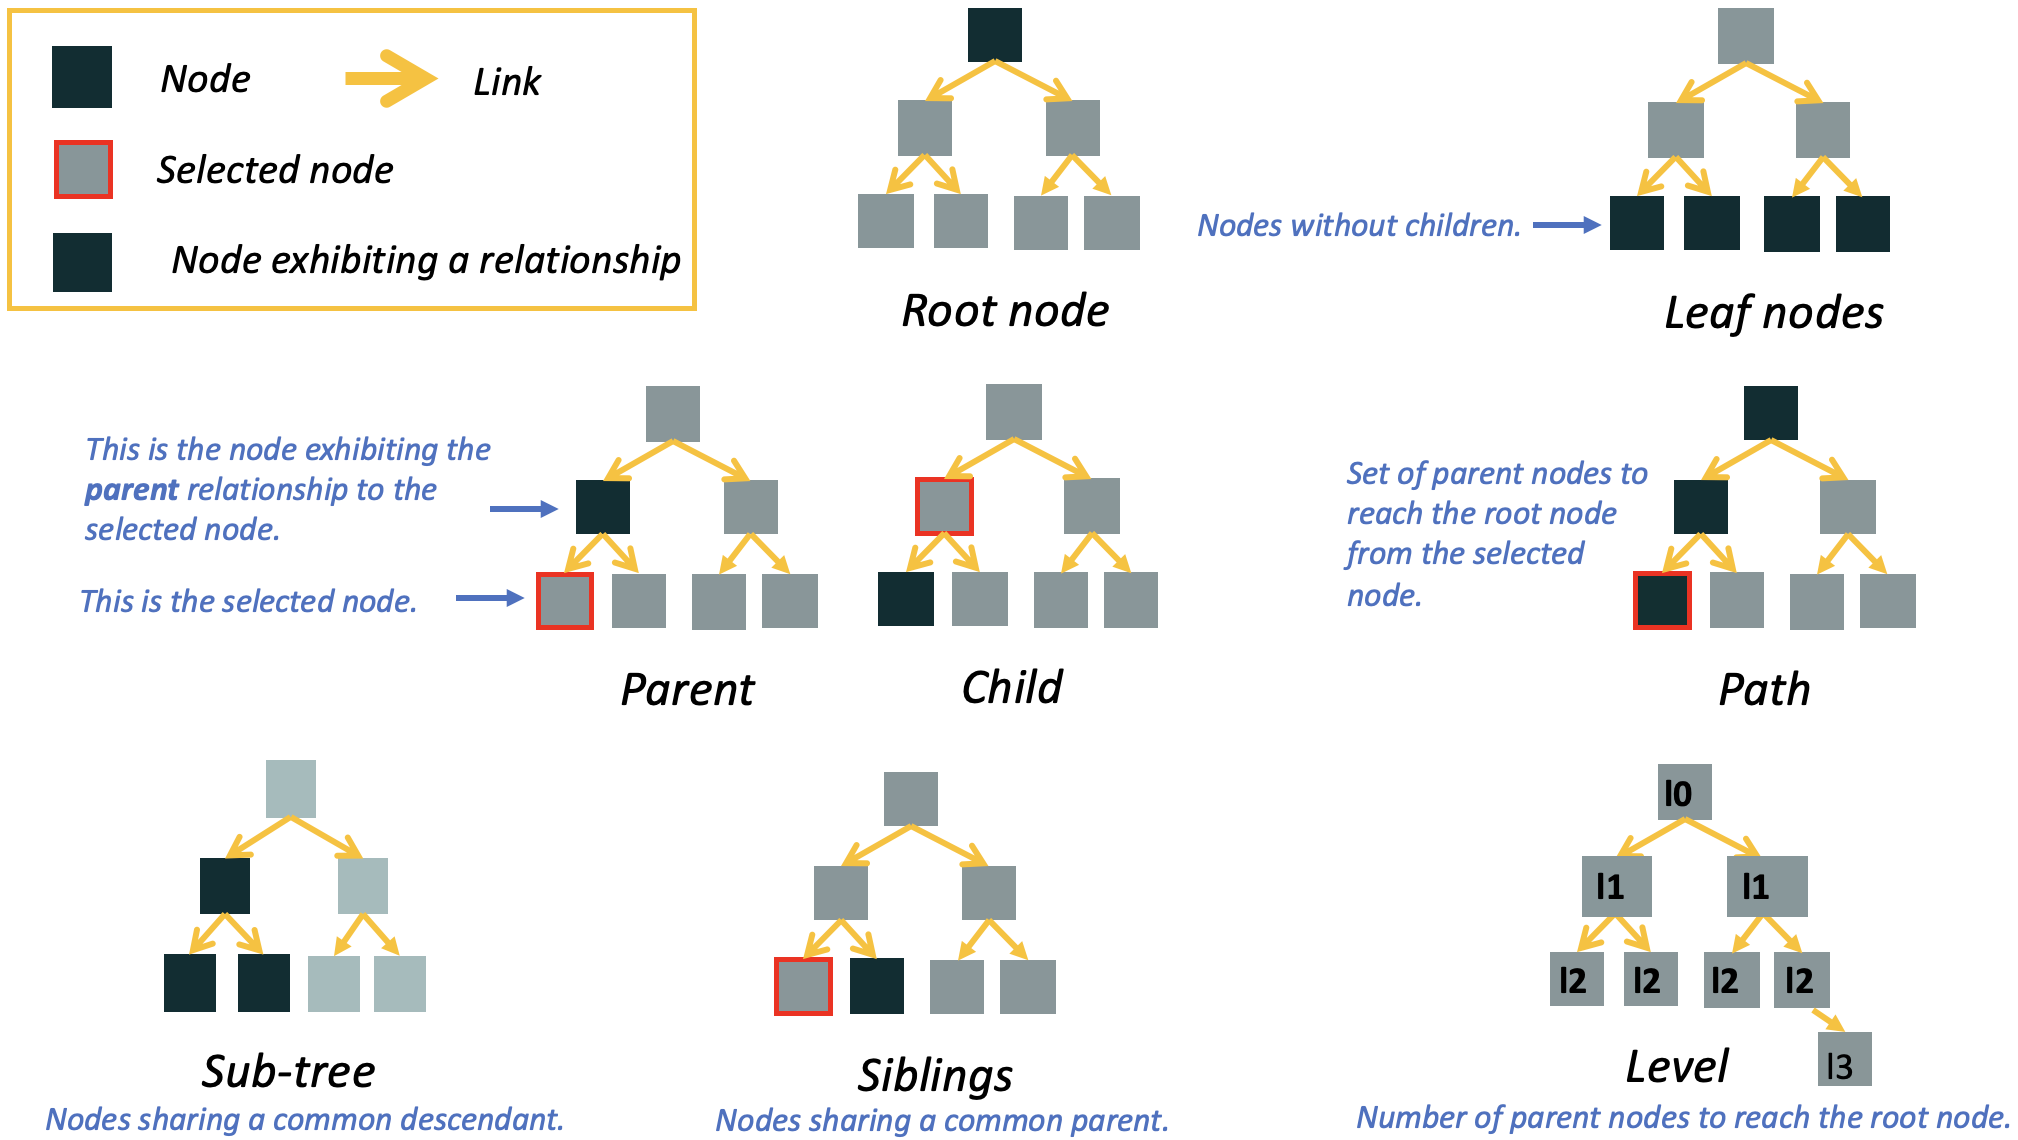 Node
Link
Selected node
Node exhibiting a relationship
Root node
Nodes without children.
Leaf nodes
This is the node exhibiting the
parent relationship to the
selected node.
This is the selected node.
Parent
Child
Set of parent nodes to
reach the root node
from the selected
node.
Path
Sub-tree
Nodes sharing a common descendant.
Siblings
Nodes sharing a common parent.
l0
l1 l1
l2 l2 l2 l2
l3
Level
Number of parent nodes to reach the root node.